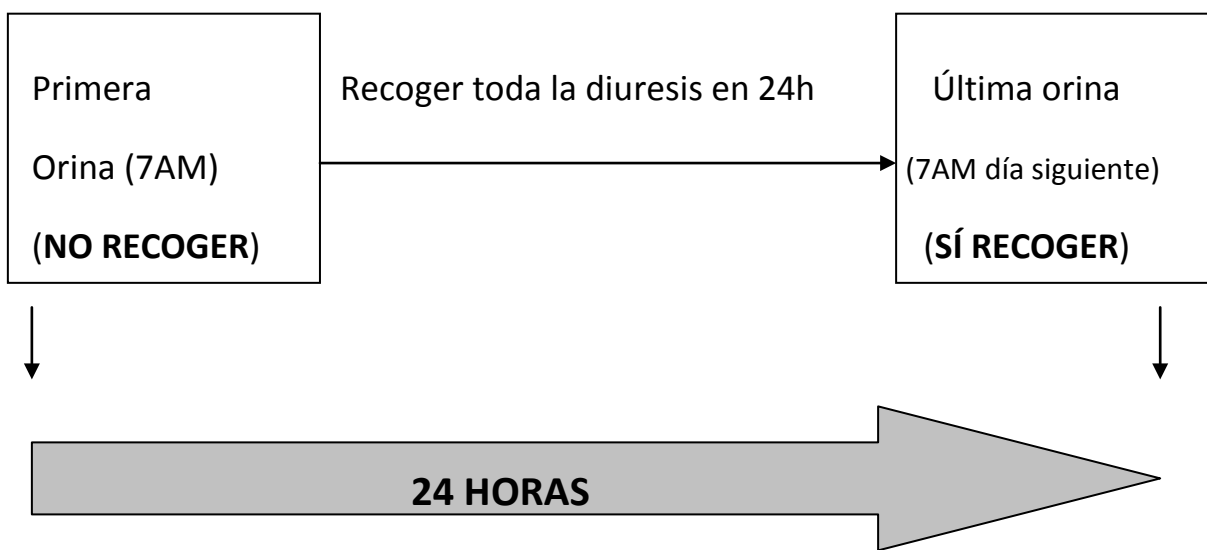 Primera
Orina (7AM)
(NO RECOGER)
Recoger toda la diuresis en 24h
Última orina
(7AM día siguiente)
(SÍ RECOGER)
24 HORAS